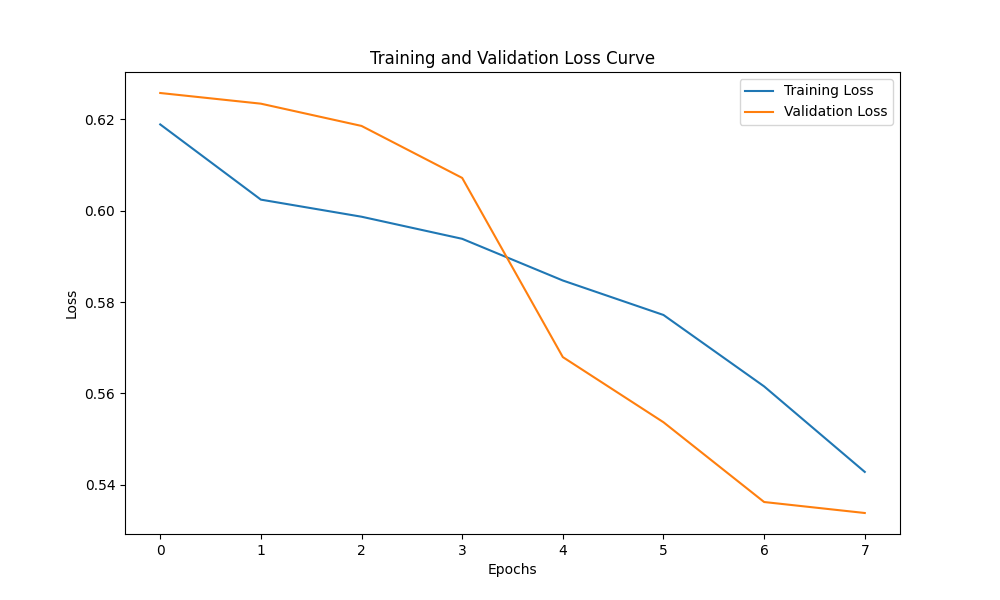 Training and Validation Loss Curve
Training Loss
Validation Loss
0.62
0.60
0.58
0.56
0.54
Loss
0 1 2 3 4 5 6 7
Epochs